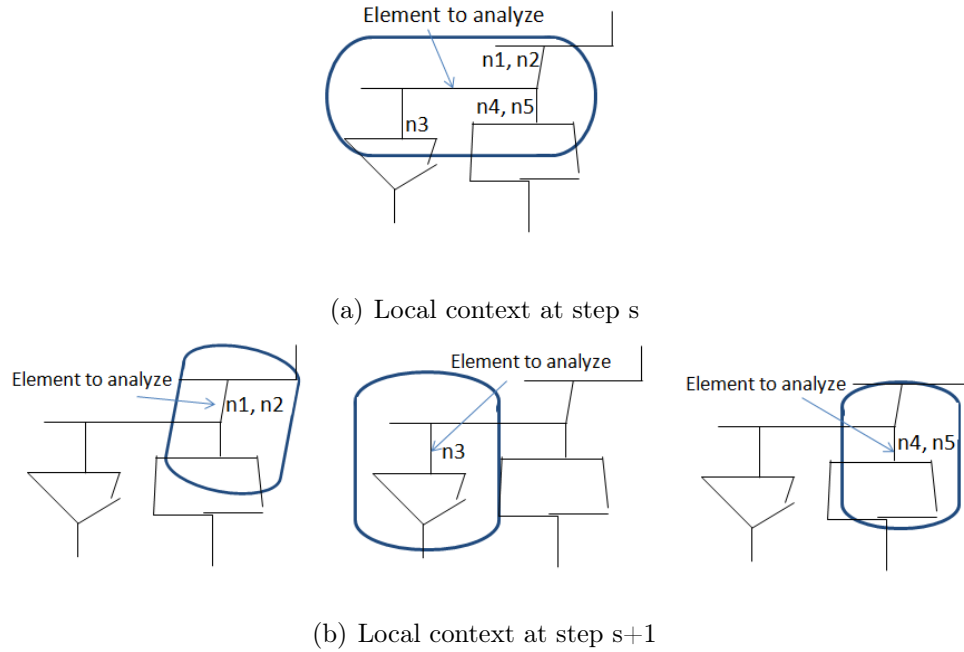 Element to analyze
n1, n2
n4, n5
n3
(a) Local context at step s
Element to analyze
n1, n2
Element to analyze
n3
Element to analyze
n4, n5
(b) Local context at step s+1